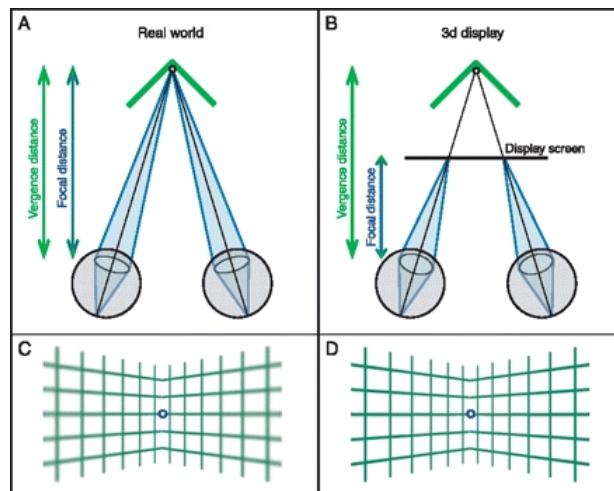 A
Real world
Vergence distance
Focal distance
B
3d display
Display screen
Vergence distance
Focal distance
C
D